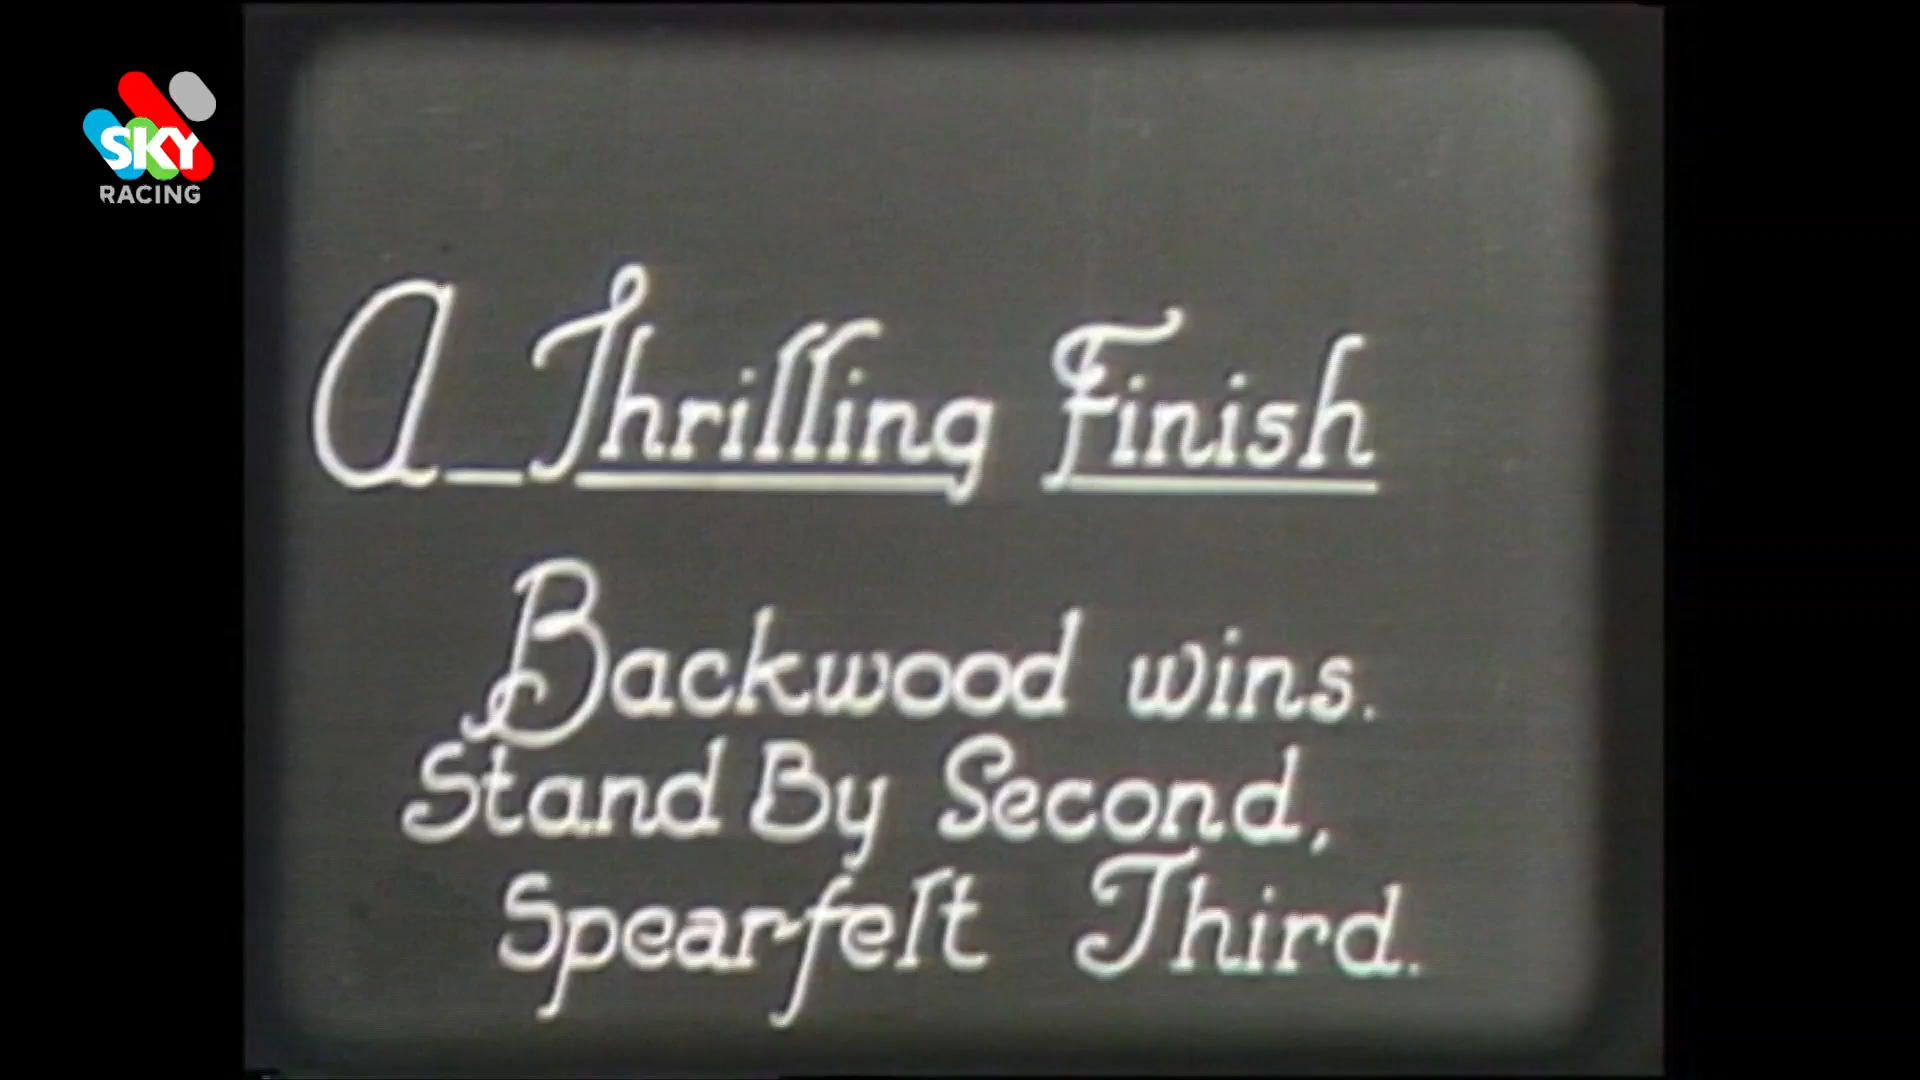 SKY
RACING
A Thrilling Finish
Backwood wins.
Stand By Second,
Spearfelt Third.